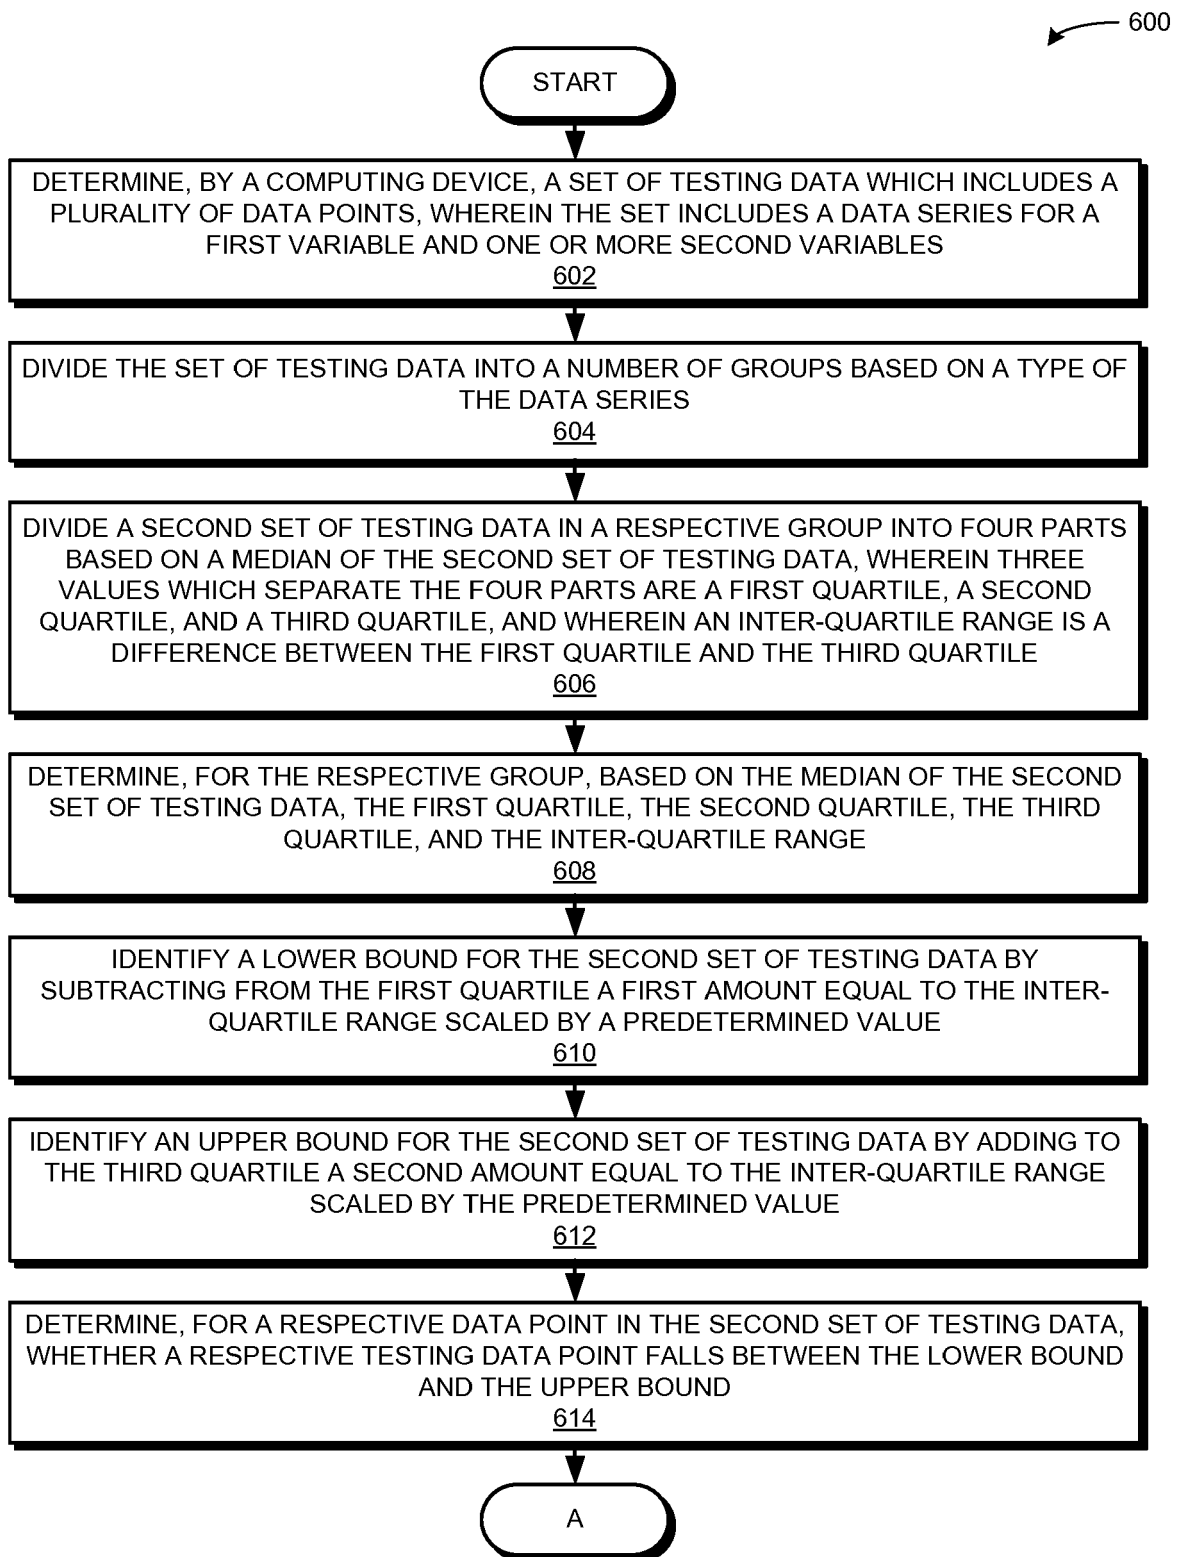 600
START
DETERMINE, BY A COMPUTING DEVICE, A SET OF TESTING DATA WHICH INCLUDES A
PLURALITY OF DATA POINTS, WHEREIN THE SET INCLUDES A DATA SERIES FOR A
FIRST VARIABLE AND ONE OR MORE SECOND VARIABLES
602
DIVIDE THE SET OF TESTING DATA INTO A NUMBER OF GROUPS BASED ON A TYPE OF
THE DATA SERIES
604
DIVIDE A SECOND SET OF TESTING DATA IN A RESPECTIVE GROUP INTO FOUR PARTS
BASED ON A MEDIAN OF THE SECOND SET OF TESTING DATA, WHEREIN THREE
VALUES WHICH SEPARATE THE FOUR PARTS ARE A FIRST QUARTILE, A SECOND
QUARTILE, AND A THIRD QUARTILE, AND WHEREIN AN INTER-QUARTILE RANGE IS A
DIFFERENCE BETWEEN THE FIRST QUARTILE AND THE THIRD QUARTILE
606
DETERMINE, FOR THE RESPECTIVE GROUP, BASED ON THE MEDIAN OF THE SECOND
SET OF TESTING DATA, THE FIRST QUARTILE, THE SECOND QUARTILE, THE THIRD
QUARTILE, AND THE INTER-QUARTILE RANGE
608
IDENTIFY A LOWER BOUND FOR THE SECOND SET OF TESTING DATA BY
SUBTRACTING FROM THE FIRST QUARTILE A FIRST AMOUNT EQUAL TO THE INTER-
QUARTILE RANGE SCALED BY A PREDETERMINED VALUE
610
IDENTIFY AN UPPER BOUND FOR THE SECOND SET OF TESTING DATA BY ADDING TO
THE THIRD QUARTILE A SECOND AMOUNT EQUAL TO THE INTER-QUARTILE RANGE
SCALED BY THE PREDETERMINED VALUE
612
DETERMINE, FOR A RESPECTIVE DATA POINT IN THE SECOND SET OF TESTING DATA,
WHETHER A RESPECTIVE TESTING DATA POINT FALLS BETWEEN THE LOWER BOUND
AND THE UPPER BOUND
614
A